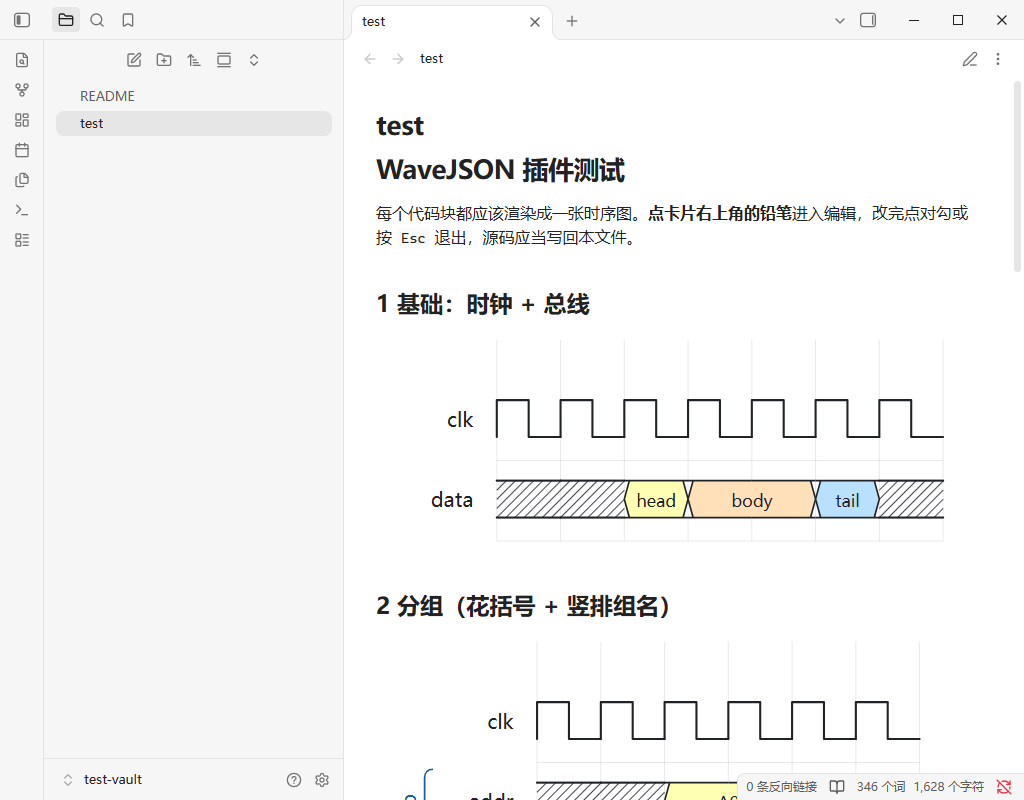 test
test
README
test
test
WaveJSON 插件测试
每个代码块都应该渲染成一张时序图。点卡片右上角的铅笔进入编辑，改完点对勾或
按 Esc 退出，源码应当写回本文件。
1 基础：时钟 + 总线
clk
data head body tail
2 分组（花括号 + 竖排组名）
clk
addr
test-vault
0 条反向链接 346 个词 1,628 个字符